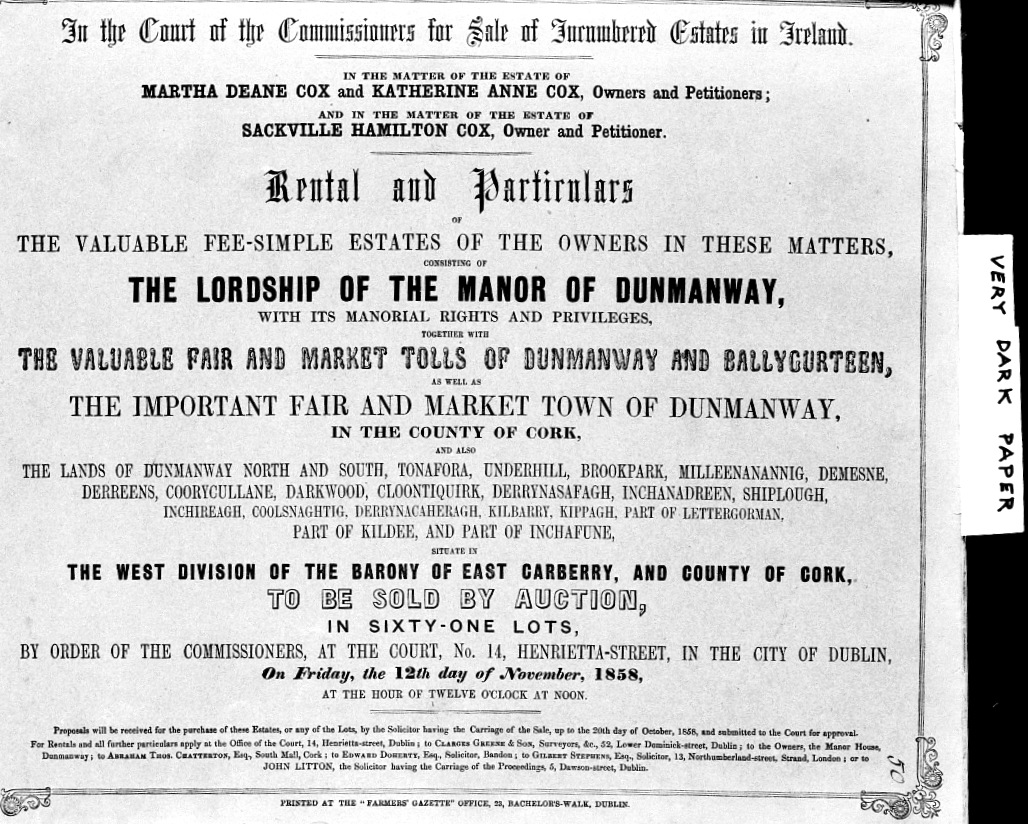 In the Court of the Commissioners for Sale of Incumbered Estates in Ireland.
IN THE MATTER OF THE ESTATE OF
MARTHA DEANE COX and KATHERINE ANNE COX, Owners and Petitioners;
AND IN THE MATTER OF THE ESTATE OF
SACKVILLE HAMILTON COX, Owner and Petitioner.
Rental and Particulars
OF
THE VALUABLE FEE-SIMPLE ESTATES OF THE OWNERS IN THESE MATTERS,
CONSISTING OF
THE LORDSHIP OF THE MANOR OF DUNMANWAY,
WITH ITS MANORIAL RIGHTS AND PRIVILEGES,
TOGETHER WITH
THE VALUABLE FAIR AND MARKET TOLLS OF DUNMANWAY AND BALLYGURTEEN,
AS WELL AS
THE IMPORTANT FAIR AND MARKET TOWN OF DUNMANWAY,
IN THE COUNTY OF CORK,
AND ALSO
THE LANDS OF DUNMANWAY NORTH AND SOUTH, TONAFORA, UNDERHILL, BROOKPARK, MILLEENANANNIG, DEMESNE,
DERREENS, COORYCULLANE, DARKWOOD, CLOONTIQUIRK, DERRYNASAFAGH, INCHANADREEN, SHIPLOUGH,
INCHIREAGH, COOLSNAGHTIG, DERRYNACAHERAGH, KILBARRY, KIPPAGH, PART OF LETTERGORMAN,
PART OF KILDEE, AND PART OF INCHAFUNE,
SITUATE IN
THE WEST DIVISION OF THE BARONY OF EAST CARBERRY, AND COUNTY OF CORK,
TO BE SOLD BY AUCTION,
IN SIXTY-ONE LOTS,
BY ORDER OF THE COMMISSIONERS, AT THE COURT, No. 14, HENRIETTA-STREET, IN THE CITY OF DUBLIN,
On Friday, the 12th day of November, 1858,
AT THE HOUR OF TWELVE O'CLOCK AT NOON.
Proposals will be received for the purchase of these Estates, or any of the Lots, by the Solicitor having the Carriage of the Sale, up to the 20th day of October, 1858, and submitted to the Court for approval.
For Rentals and all further particulars apply at the Office of the Court, 14, Henrietta-street, Dublin; to CLARGES GREENE & SON, Surveyors, &c., 52, Lower Dominick-street, Dublin; to the Owners, the Manor House,
Dunmanway; to ABRAHAM THOS. CHATTERTON, Esq., South Mall, Cork; to EDWARD DOHERTY, Esq., Solicitor, Bandon; to GILBERT STEPHENS, Esq., Solicitor, 13, Northumberland-street, Strand, London; or to
JOHN LITTON, the Solicitor having the Carriage of the Proceedings, 5, Dawson-street, Dublin.
50
PRINTED AT THE "FARMERS' GAZETTE" OFFICE, 23, BACHELOR'S-WALK, DUBLIN.
VERY DARK PAPER